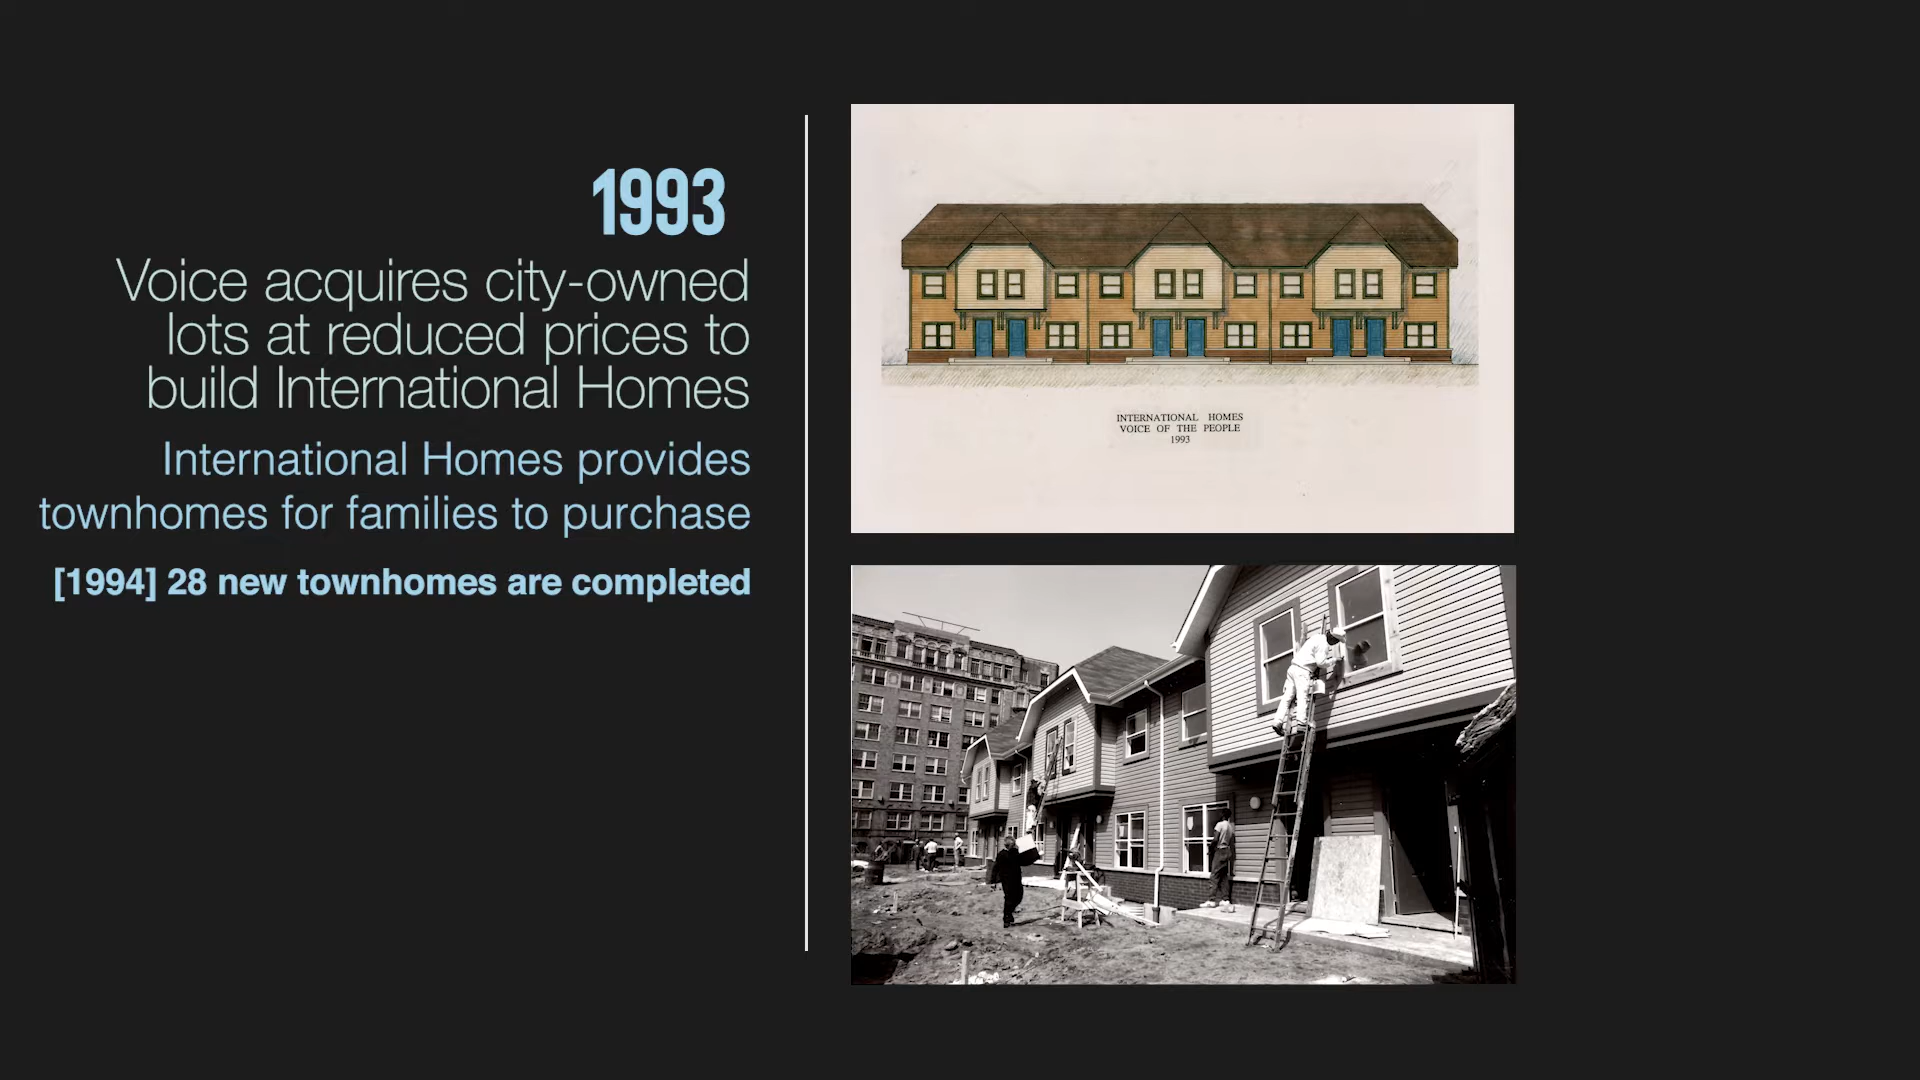 1993
Voice acquires city-owned
lots at reduced prices to
build International Homes
International Homes provides
townhomes for families to purchase
[1994] 28 new townhomes are completed
INTERNATIONAL HOMES
VOICE OF THE PEOPLE
1993